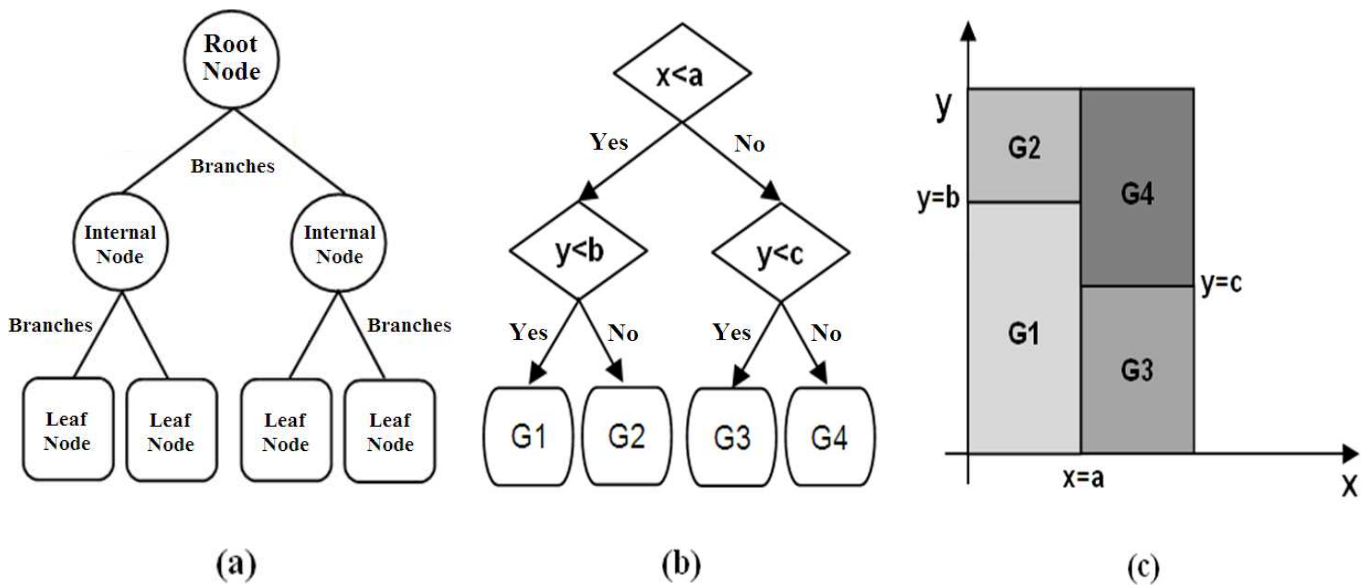 Root
Node
Branches
Internal
Node
Internal
Node
Branches
Branches
Leaf
Node
Leaf
Node
Leaf
Node
Leaf
Node
(a)
x<a
Yes
No
y<b
y<c
Yes
No
Yes
No
G1
G2
G3
G4
(b)
y
G2
G4
y=b
y=c
G1
G3
x=a
X
(c)